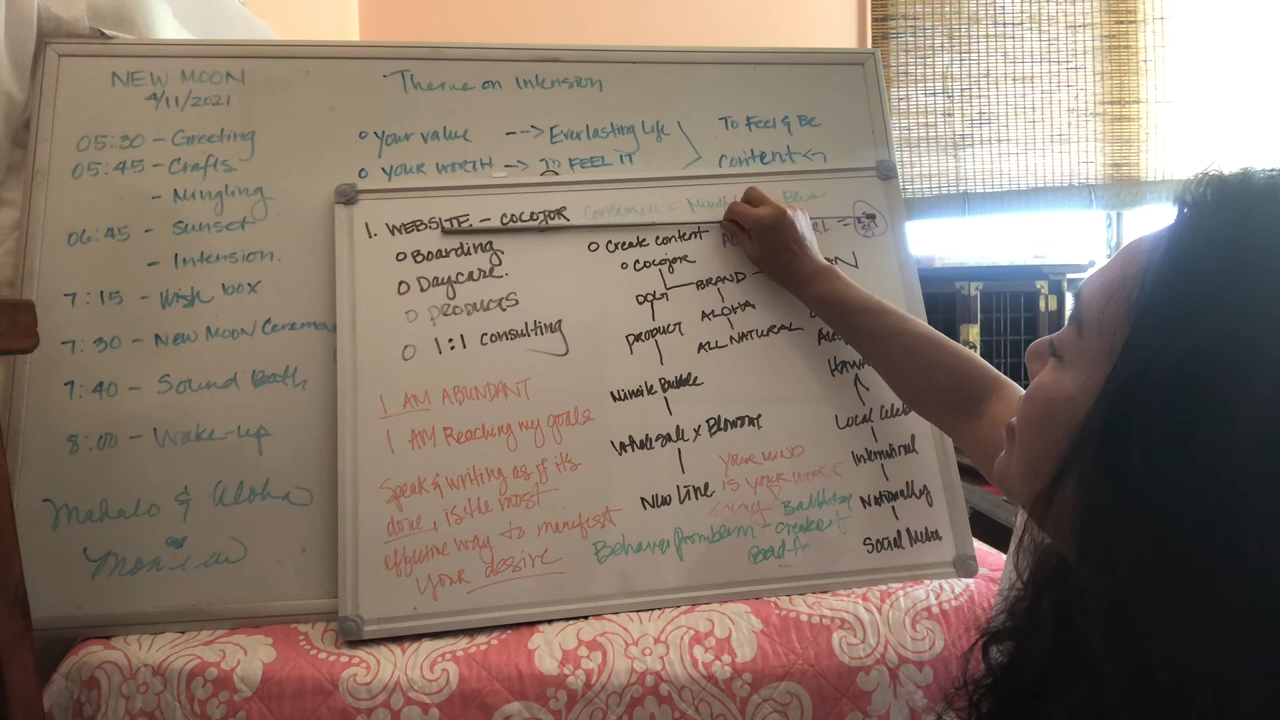 NEW MOON
4/11/2021
05:30 - Greeting
05:45 - Crafts
- Mingling
06:45 - Sunset
- Intension.
7:15 - Wish box
7:30 - New Moon Ceremon
7:40 - Sound Bath
8:00 - Wake-up
Mahalo & Aloha
Theme on Intension
o your value --> Everlasting Life
o YOUR WORTH --> TO FEEL IT
To Feel & Be
content
1. WEBSITE - COCOJOR
o Boarding
o Daycare.
o PRODUCTS
o 1:1 consulting
I AM ABUNDANT
I AM Reaching my goals
Speak & writing as if it's
done, is the most
effective way to manifest
your desire
o Create content
o Cocojor
DOG
BRAND
PRODUCT
ALOHA
ALL NATURAL
Bubble
Wholesale x Blowout
New Line
YOUR MIND
IS YOUR WORST
Behavior problem
Local
International
Nationally
Social Media